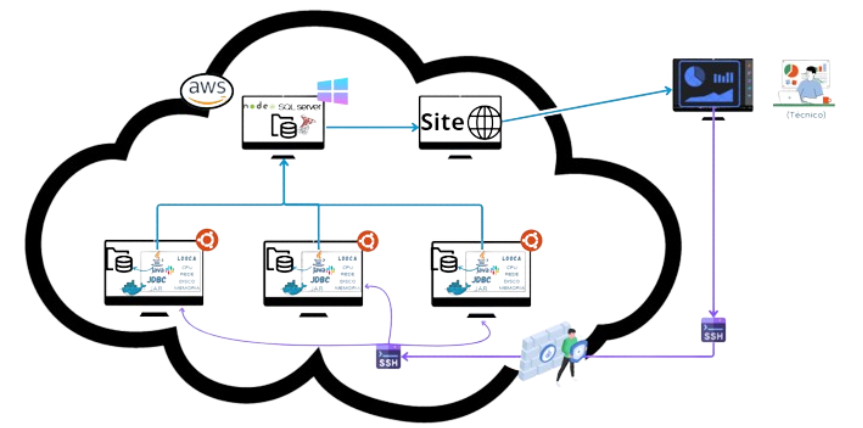 aws
node
SQL Server
Site
(Tecnico)
LOOCA
CPU
REDE
DISCO
MEMORIA
Java
JDBC
JAR
LOOCA
CPU
REDE
DISCO
MEMORIA
Java
JDBC
JAR
LOOCA
CPU
REDE
DISCO
MEMORIA
Java
JDBC
JAR
SSH
SSH